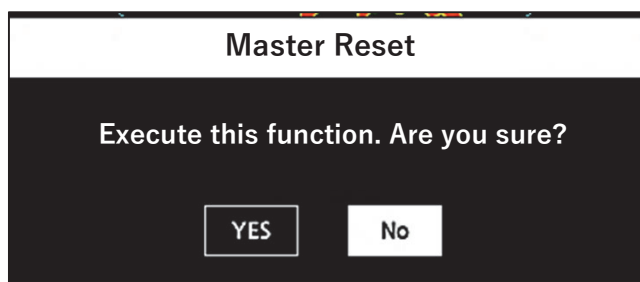 Master Reset
Execute this function. Are you sure?
YES No